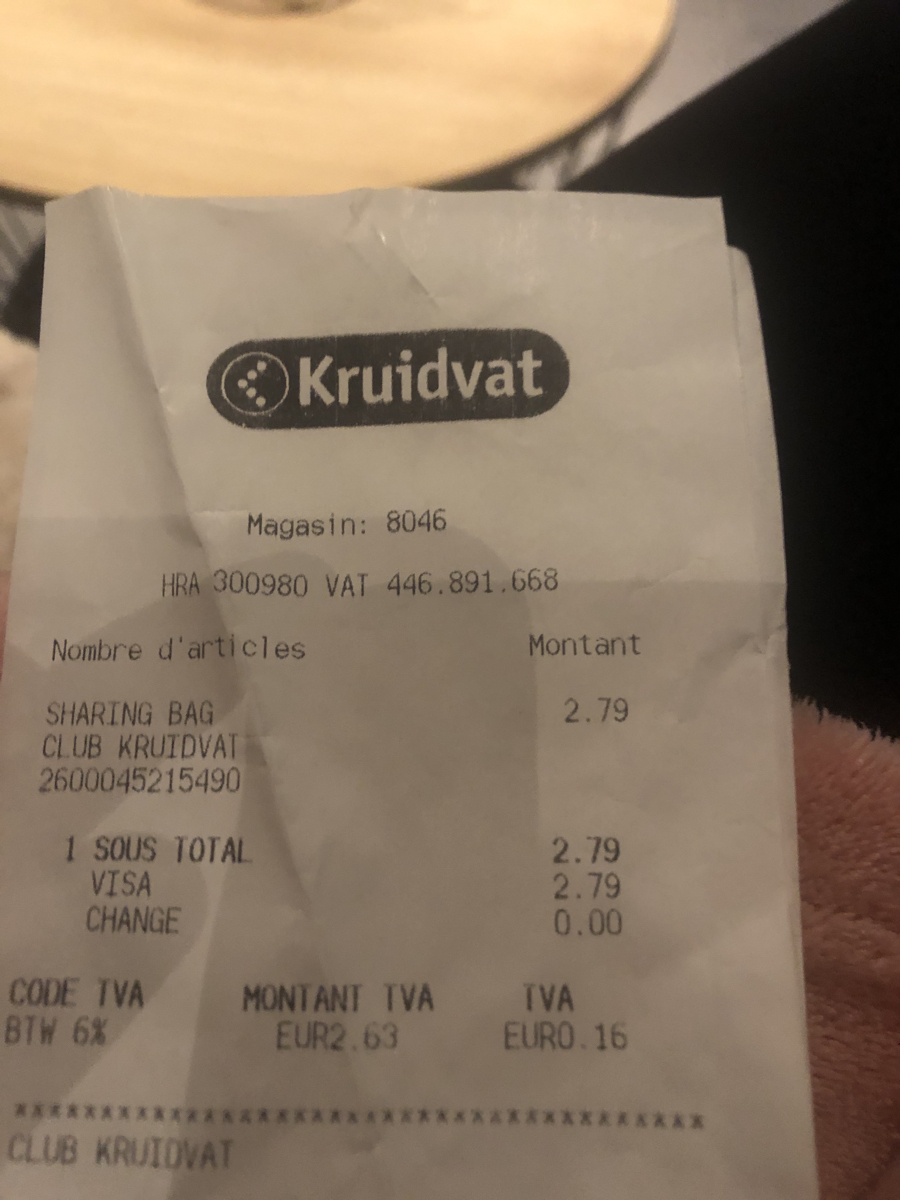 Kruidvat
Magasin: 8046
HRA 300980 VAT 446.891.668
Nombre d'articles Montant
SHARING BAG 2.79
CLUB KRUIDVAT
2600045215490
1 SOUS TOTAL 2.79
VISA 2.79
CHANGE 0.00
CODE TVA MONTANT TVA TVA
BTW 6% EUR2.63 EUR0.16
*****************************************
CLUB KRUIDVAT